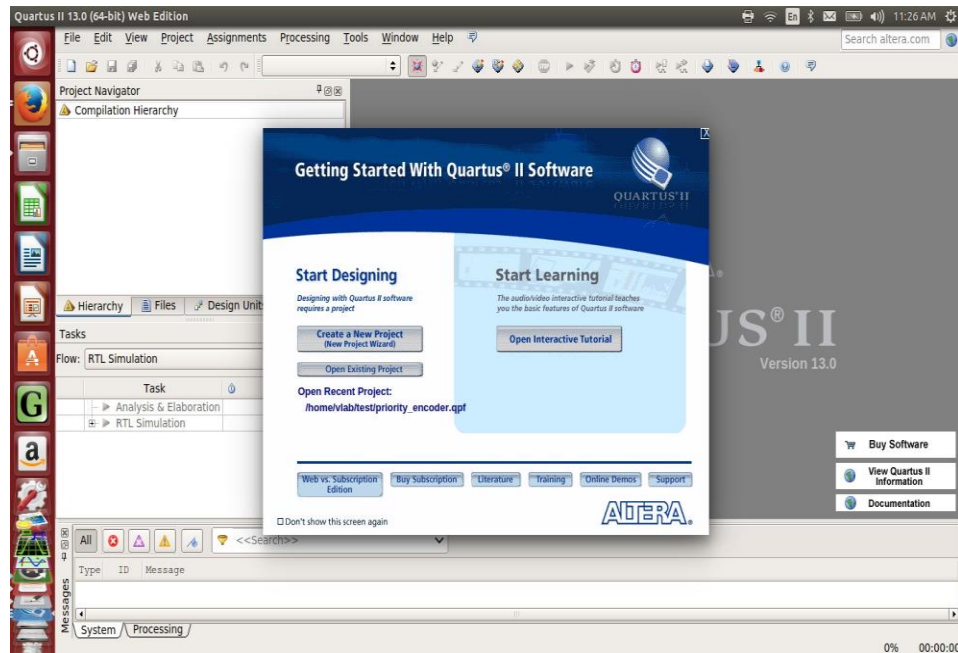 Quartus II 13.0 (64-bit) Web Edition
En
11:26 AM
File Edit View Project Assignments Processing Tools Window Help
Search altera.com
Project Navigator
Compilation Hierarchy
Getting Started With Quartus® II Software
QUARTUS®II
Start Designing
Designing with Quartus II software
requires a project
Create a New Project
(New Project Wizard)
Open Existing Project
Open Recent Project:
/home/vlab/test/priority_encoder.qpf
Start Learning
The audio/video interactive tutorial teaches
you the basic features of Quartus II software
Open Interactive Tutorial
Web vs. Subscription
Edition
Buy Subscription
Literature
Training
Online Demos
Support
Don't show this screen again
ALTERA®
Hierarchy Files Design Unit
Tasks
Flow: RTL Simulation
Task
Analysis & Elaboration
RTL Simulation
US® II
Version 13.0
Buy Software
View Quartus II
Information
Documentation
All
<<Search>>
Type ID Message
Messages
System Processing
0% 00:00:00